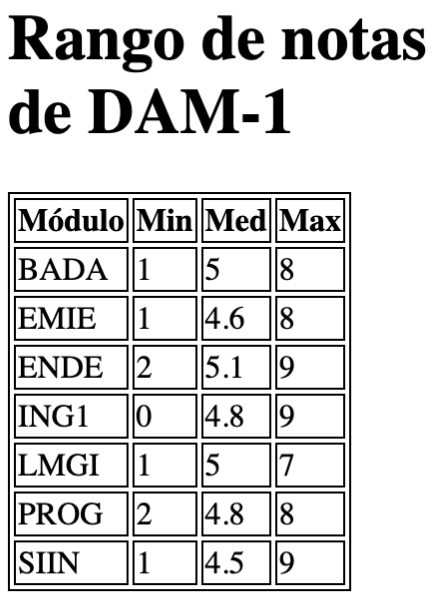 Rango de notas
de DAM-1
Módulo Min Med Max
BADA 1 5 8
EMIE 1 4.6 8
ENDE 2 5.1 9
ING1 0 4.8 9
LMGI 1 5 7
PROG 2 4.8 8
SIIN 1 4.5 9